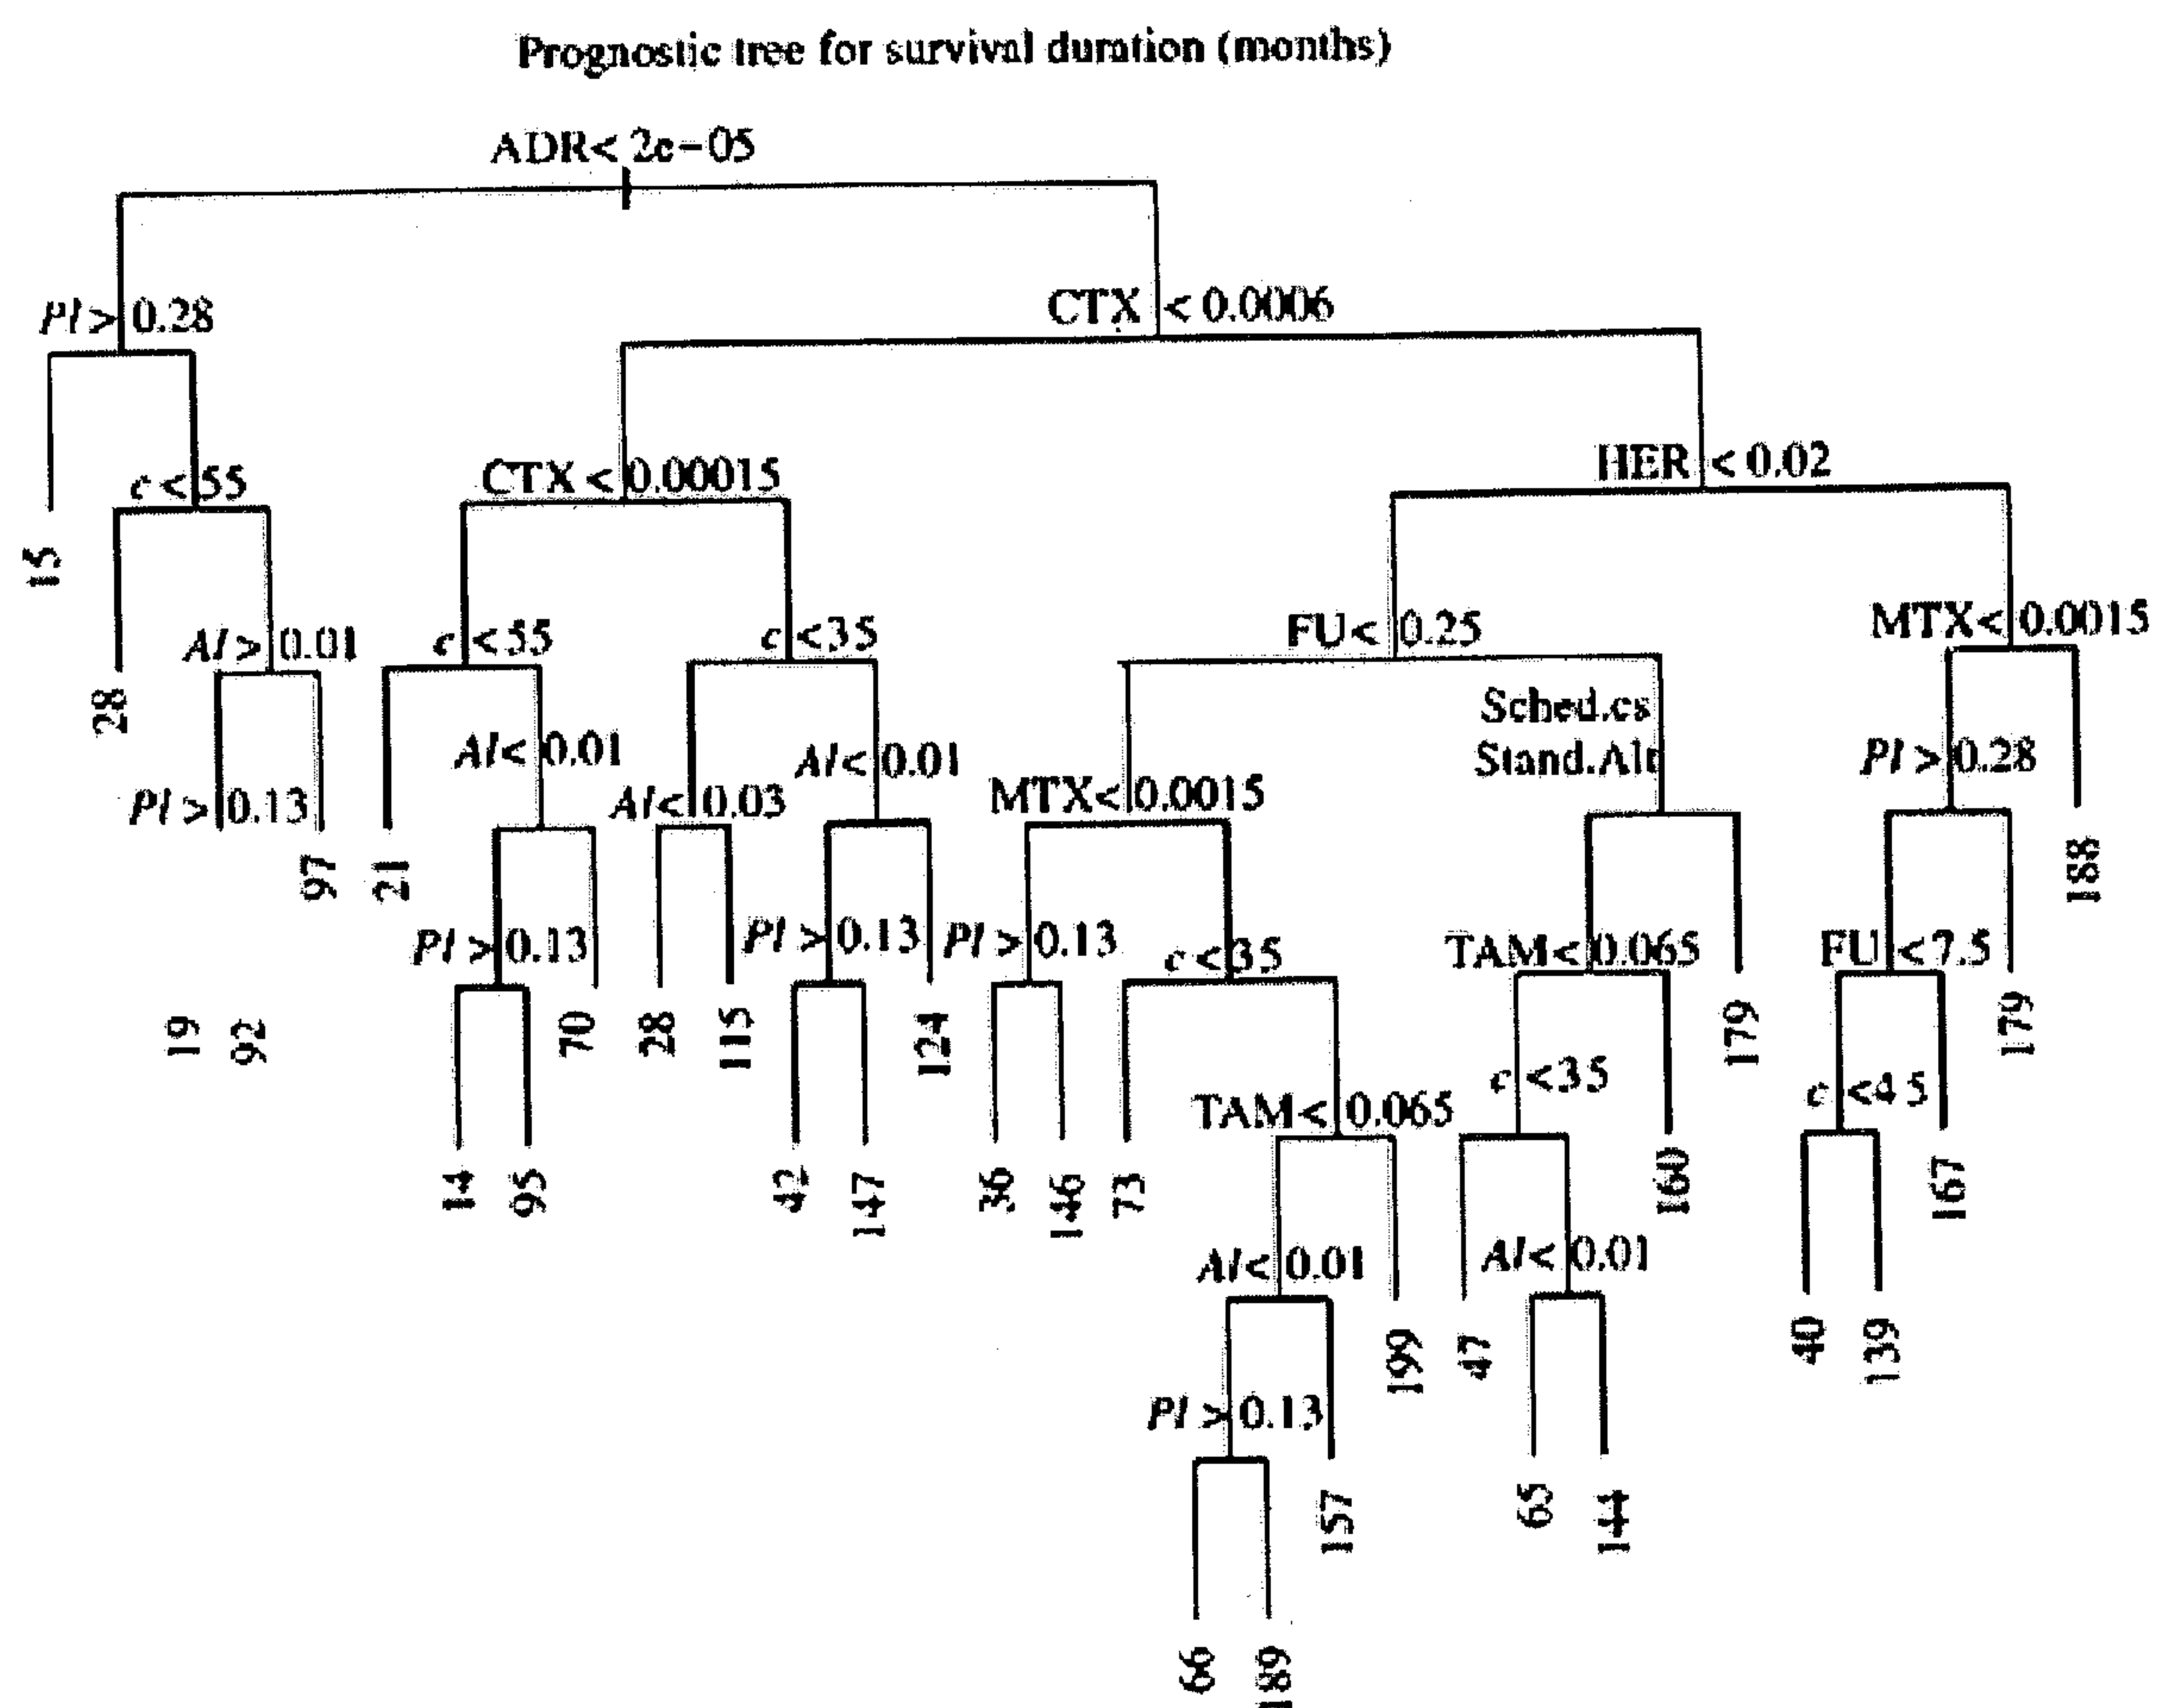 Prognostic tree for survival duration (months)
ADR< 2e-05
PI > 0.28
CTX < 0.0006
c < 55
CTX < 0.00015
HER < 0.02
15
AI > 0.01
c < 55
c <35
FU< 0.25
MTX< 0.0015
28
Sched.cs
Stand.Alt
AI< 0.01
AI< 0.01
PI > 0.28
PI > 0.13
AI< 0.03
MTX< 0.0015
97
21
188
PI > 0.13
PI > 0.13
PI > 0.13
c < 35
TAM< 0.065
FU <7.5
19
92
70
28
115
124
179
179
c <35
c <45
TAM< 0.065
14
95
42
147
36
146
73
160
167
AI< 0.01
AI< 0.01
199
47
40
139
PI > 0.13
157
65
144
66
189